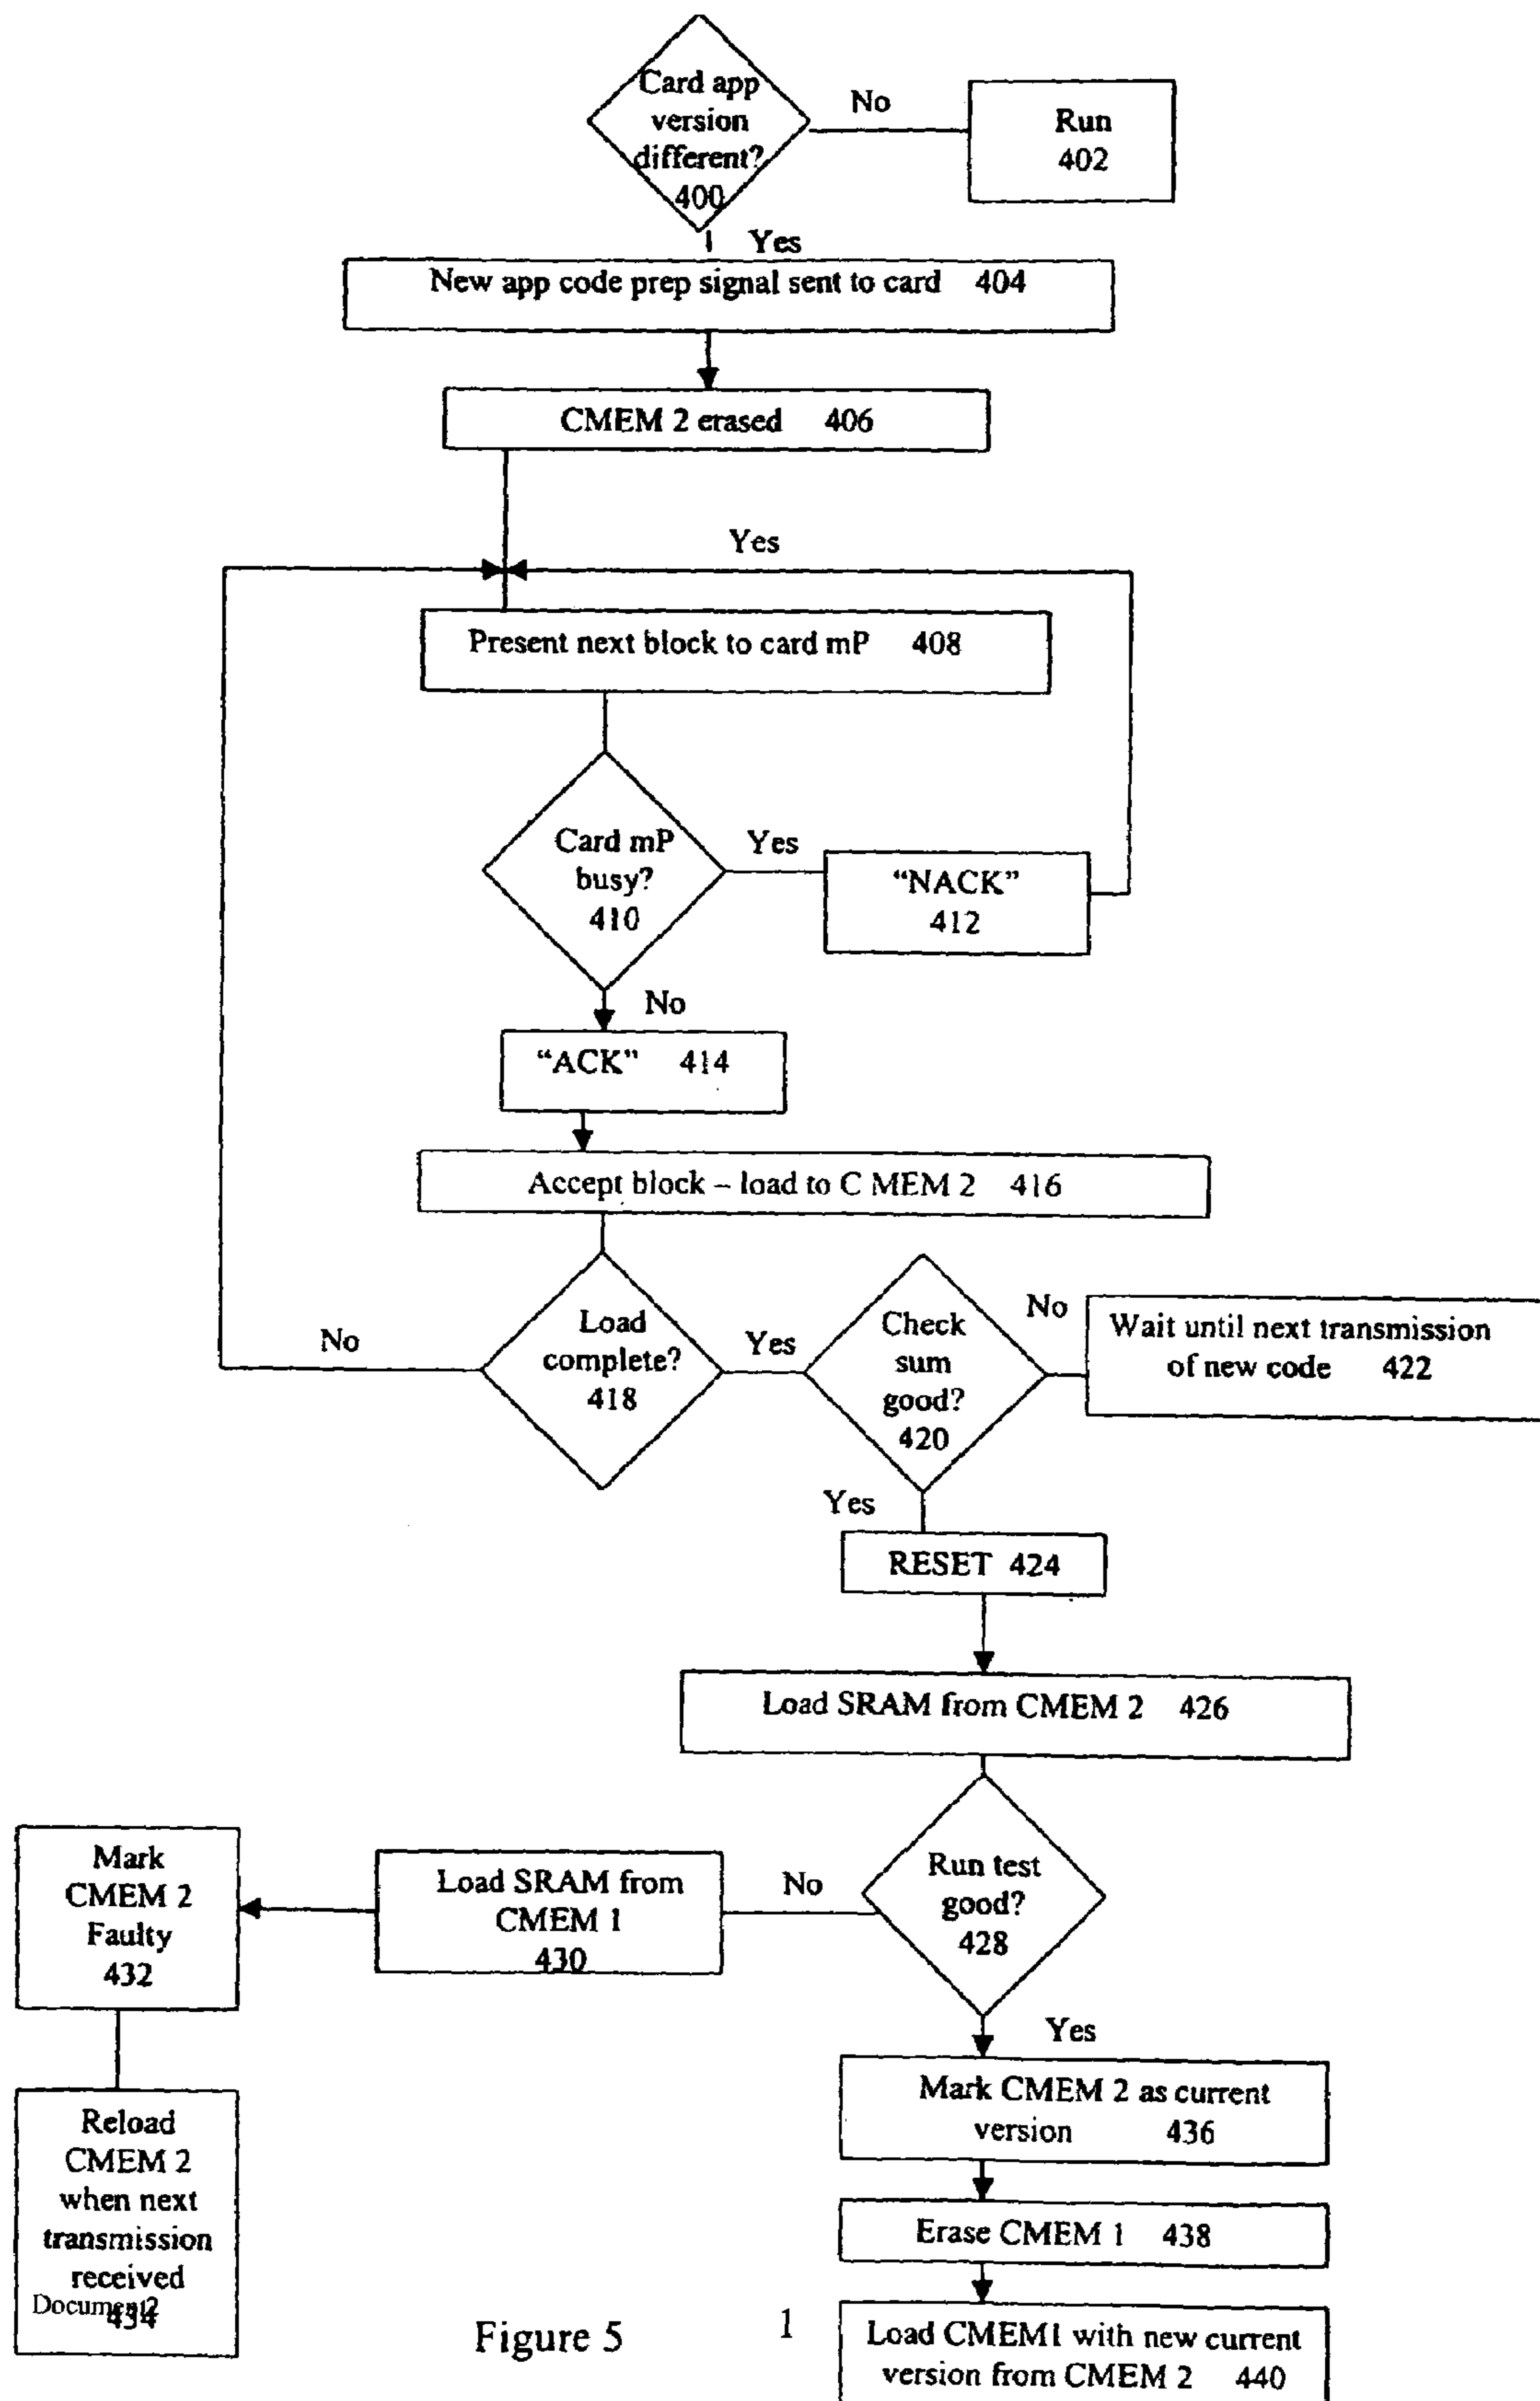 Card app
version
different?
400
No
Run
402
Yes
New app code prep signal sent to card 404
CMEM 2 erased 406
Yes
Present next block to card mP 408
Card mP
busy?
410
Yes
“NACK”
412
No
“ACK” 414
Accept block – load to C MEM 2 416
No
Load
complete?
418
Yes
Check
sum
good?
420
No
Wait until next transmission
of new code 422
Yes
RESET 424
Load SRAM from CMEM 2 426
Run test
good?
428
No
Load SRAM from
CMEM 1
430
Mark
CMEM 2
Faulty
432
Reload
CMEM 2
when next
transmission
received
434
Document2
Yes
Mark CMEM 2 as current
version 436
Erase CMEM 1 438
Load CMEM1 with new current
version from CMEM 2 440
Figure 5
1